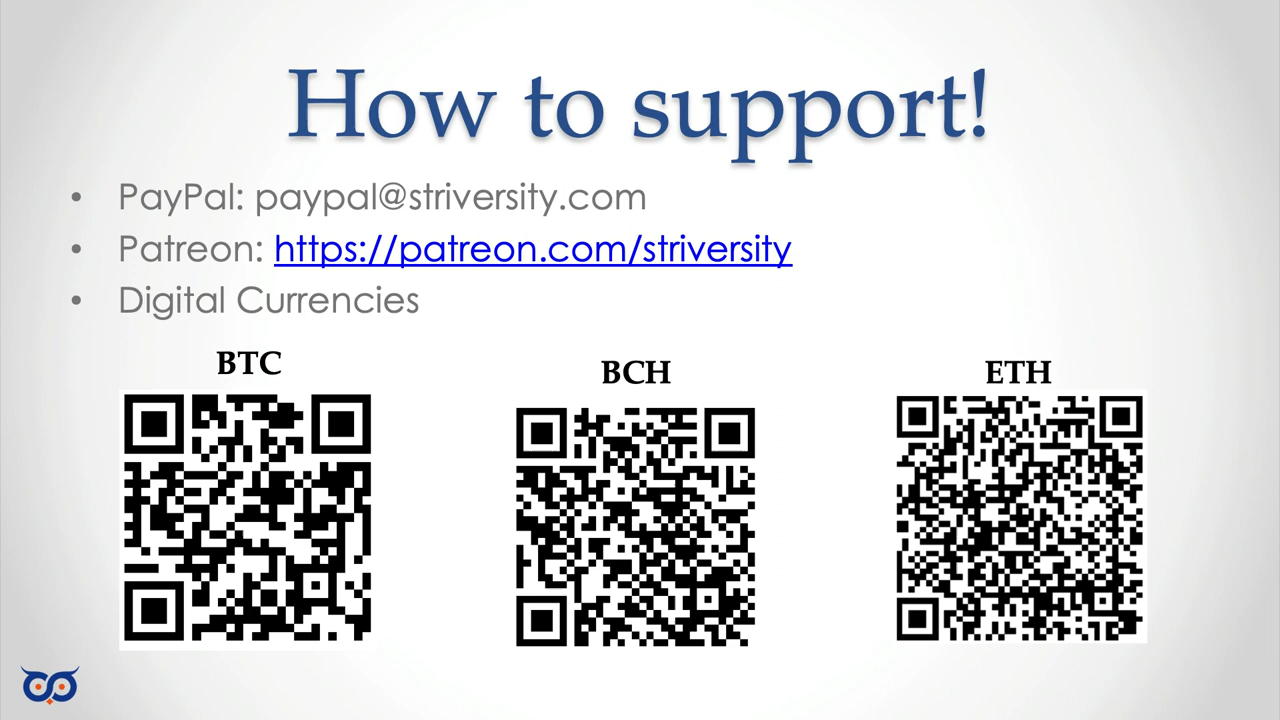 How to support!
• PayPal: paypal@striversity.com
• Patreon: https://patreon.com/striversity
• Digital Currencies
BTC
BCH
ETH